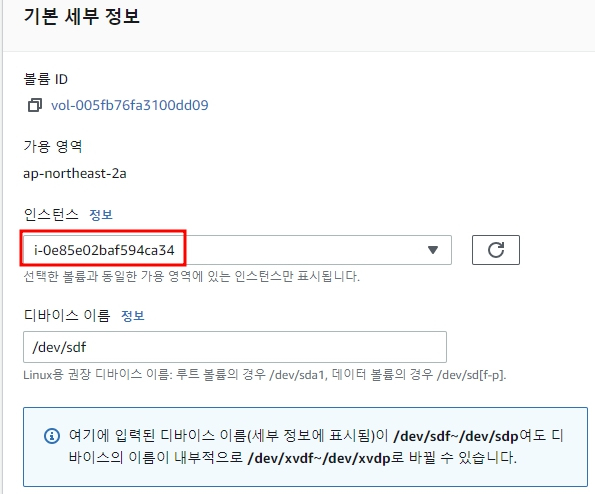 기본 세부 정보
볼륨 ID
vol-005fb76fa3100dd09
가용 영역
ap-northeast-2a
인스턴스 정보
i-0e85e02baf594ca34
선택한 볼륨과 동일한 가용 영역에 있는 인스턴스만 표시됩니다.
디바이스 이름 정보
/dev/sdf
Linux용 권장 디바이스 이름: 루트 볼륨의 경우 /dev/sda1, 데이터 볼륨의 경우 /dev/sd[f-p].
여기에 입력된 디바이스 이름(세부 정보에 표시됨)이 /dev/sdf~/dev/sdp여도 디
바이스의 이름이 내부적으로 /dev/xvdf~/dev/xvdp로 바뀔 수 있습니다.